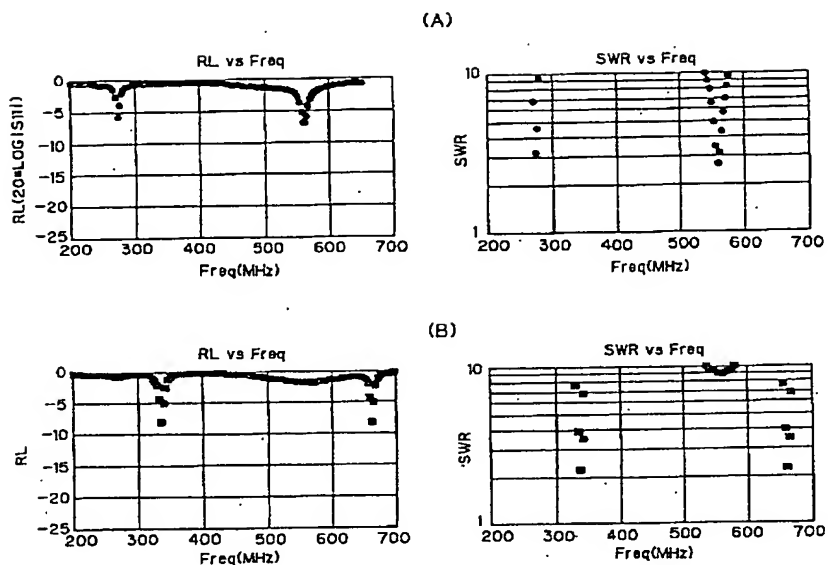 (A)
RL vs Freq
RL(20*LOG|S11|)
0
-5
-10
-15
-20
-25
200 300 400 500 600 700
Freq(MHz)
SWR vs Freq
SWR
10
1
200 300 400 500 600 700
Freq(MHz)
(B)
RL vs Freq
RL
0
-5
-10
-15
-20
-25
200 300 400 500 600 700
Freq(MHz)
SWR vs Freq
SWR
10
1
200 300 400 500 600 700
Freq(MHz)